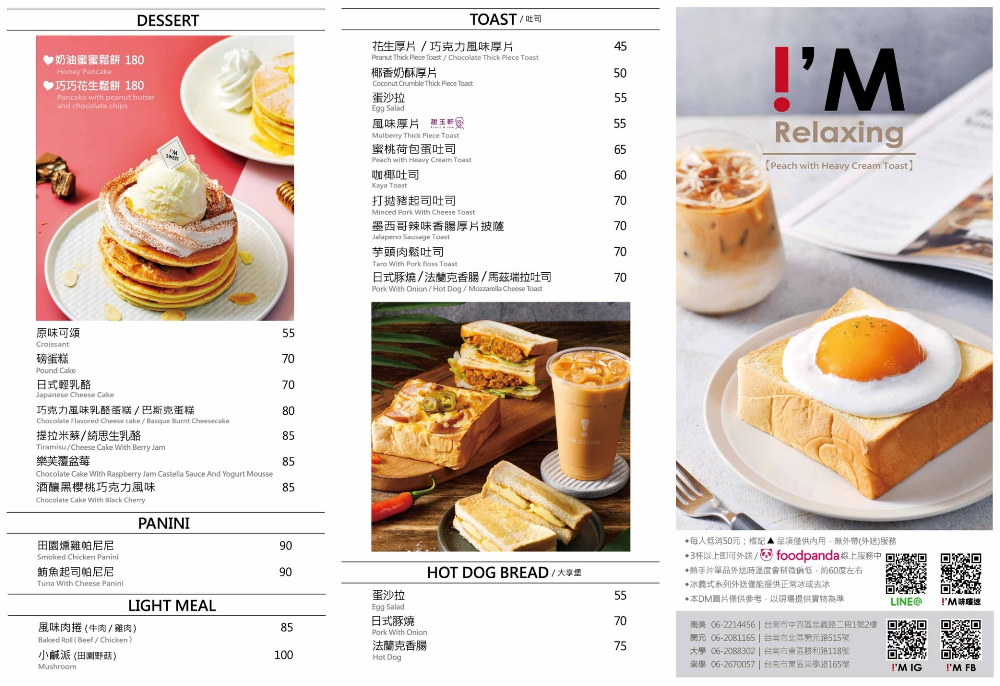 DESSERT
奶油蜜蜜鬆餅 180
Honey Pancake
巧巧花生鬆餅 180
Pancake with peanut butter
and chocolate chips
!'M
SWEET
原味可頌 55
Croissant
磅蛋糕 70
Pound Cake
日式輕乳酪 70
Japanese Cheese Cake
巧克力風味乳酪蛋糕 / 巴斯克蛋糕 80
Chocolate Flavored Cheese cake / Basque Burnt Cheesecake
提拉米蘇/綺思生乳酪 85
Tiramisu/Cheese Cake With Berry Jam
樂芙覆盆莓 85
Chocolate Cake With Raspberry Jam Castella Sauce And Yogurt Mousse
酒釀黑櫻桃巧克力風味 85
Chocolate Cake With Black Cherry
PANINI
田園燻雞帕尼尼 90
Smoked Chicken Panini
鮪魚起司帕尼尼 90
Tuna With Cheese Panini
LIGHT MEAL
風味肉捲 (牛肉 / 雞肉) 85
Baked Roll ( Beef / Chicken )
小鹹派 (田園野菇) 100
Mushroom
TOAST / 吐司
花生厚片 / 巧克力風味厚片 45
Peanut Thick Piece Toast / Chocolate Thick Piece Toast
椰香奶酥厚片 50
Coconut Crumble Thick Piece Toast
蛋沙拉 55
Egg Salad
風味厚片 甜玉軒 55
Story & Jam
Mulberry Thick Piece Toast
蜜桃荷包蛋吐司 65
Peach with Heavy Cream Toast
咖椰吐司 60
Kaya Toast
打拋豬起司吐司 70
Minced Pork With Cheese Toast
墨西哥辣味香腸厚片披薩 70
Jalapeno Sausage Toast
芋頭肉鬆吐司 70
Taro With Pork floss Toast
日式豚燒/法蘭克香腸/馬茲瑞拉吐司 70
Pork With Onion / Hot Dog / Mozzarella Cheese Toast
!
I'M COFFEE
HOT DOG BREAD / 大亨堡
蛋沙拉 55
Egg Salad
日式豚燒 70
Pork With Onion
法蘭克香腸 75
Hot Dog
!'M
Relaxing
【Peach with Heavy Cream Toast】
◆每人低消50元；標記▲ 品項僅供內用，無外帶(外送)服務
◆3杯以上即可外送 / foodpanda線上服務中
◆熱手沖單品外送時溫度會稍微偏低，約60度左右
◆冰義式系列外送僅能提供正常冰或去冰
◆本DM圖片僅供參考，以現場提供實物為準
LINE@ !'M啡嚐速
南美 06-2214456 | 台南市中西區忠義路二段1號2樓
開元 06-2081165 | 台南市北區開元路515號
大學 06-2088302 | 台南市東區勝利路118號
崇學 06-2670057 | 台南市東區崇學路165號
!'M IG !'M FB